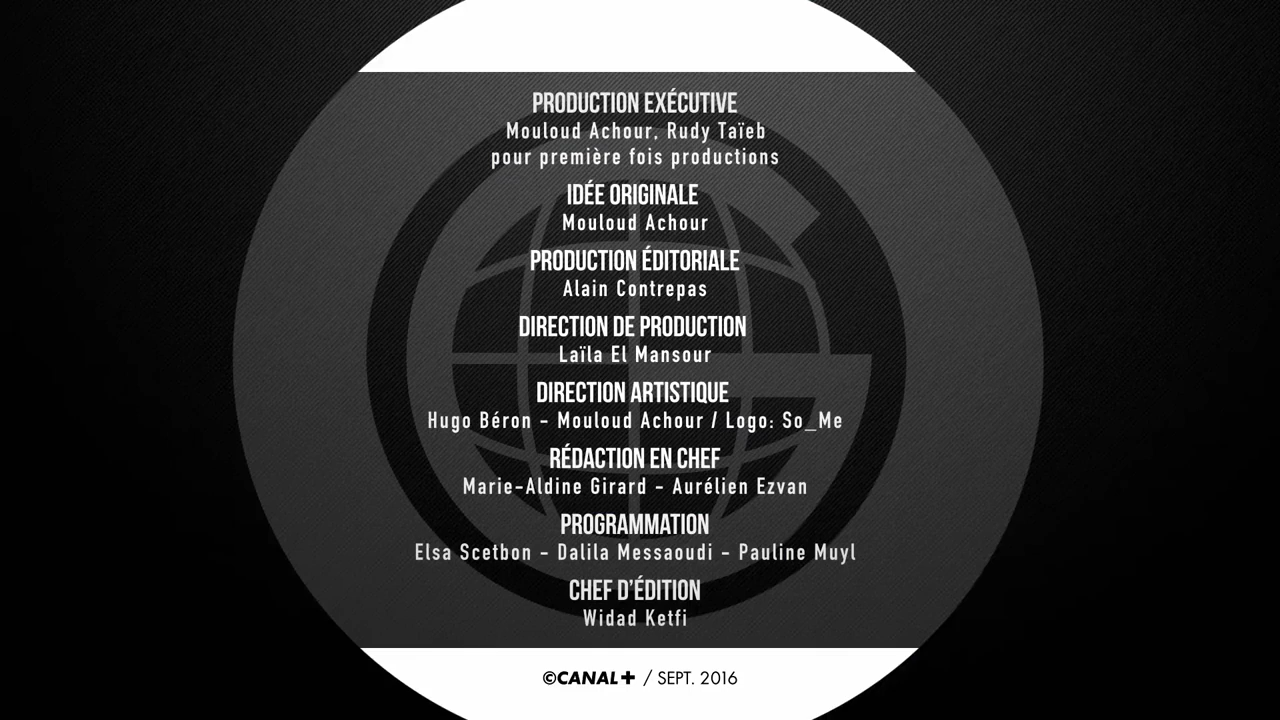 PRODUCTION EXÉCUTIVE
Mouloud Achour, Rudy Taïeb
pour première fois productions
IDÉE ORIGINALE
Mouloud Achour
PRODUCTION ÉDITORIALE
Alain Contrepas
DIRECTION DE PRODUCTION
Laïla El Mansour
DIRECTION ARTISTIQUE
Hugo Béron - Mouloud Achour / Logo: So_Me
RÉDACTION EN CHEF
Marie-Aldine Girard - Aurélien Ezvan
PROGRAMMATION
Elsa Scetbon - Dalila Messaoudi - Pauline Muyl
CHEF D'ÉDITION
Widad Ketfi
©CANAL+ / SEPT. 2016